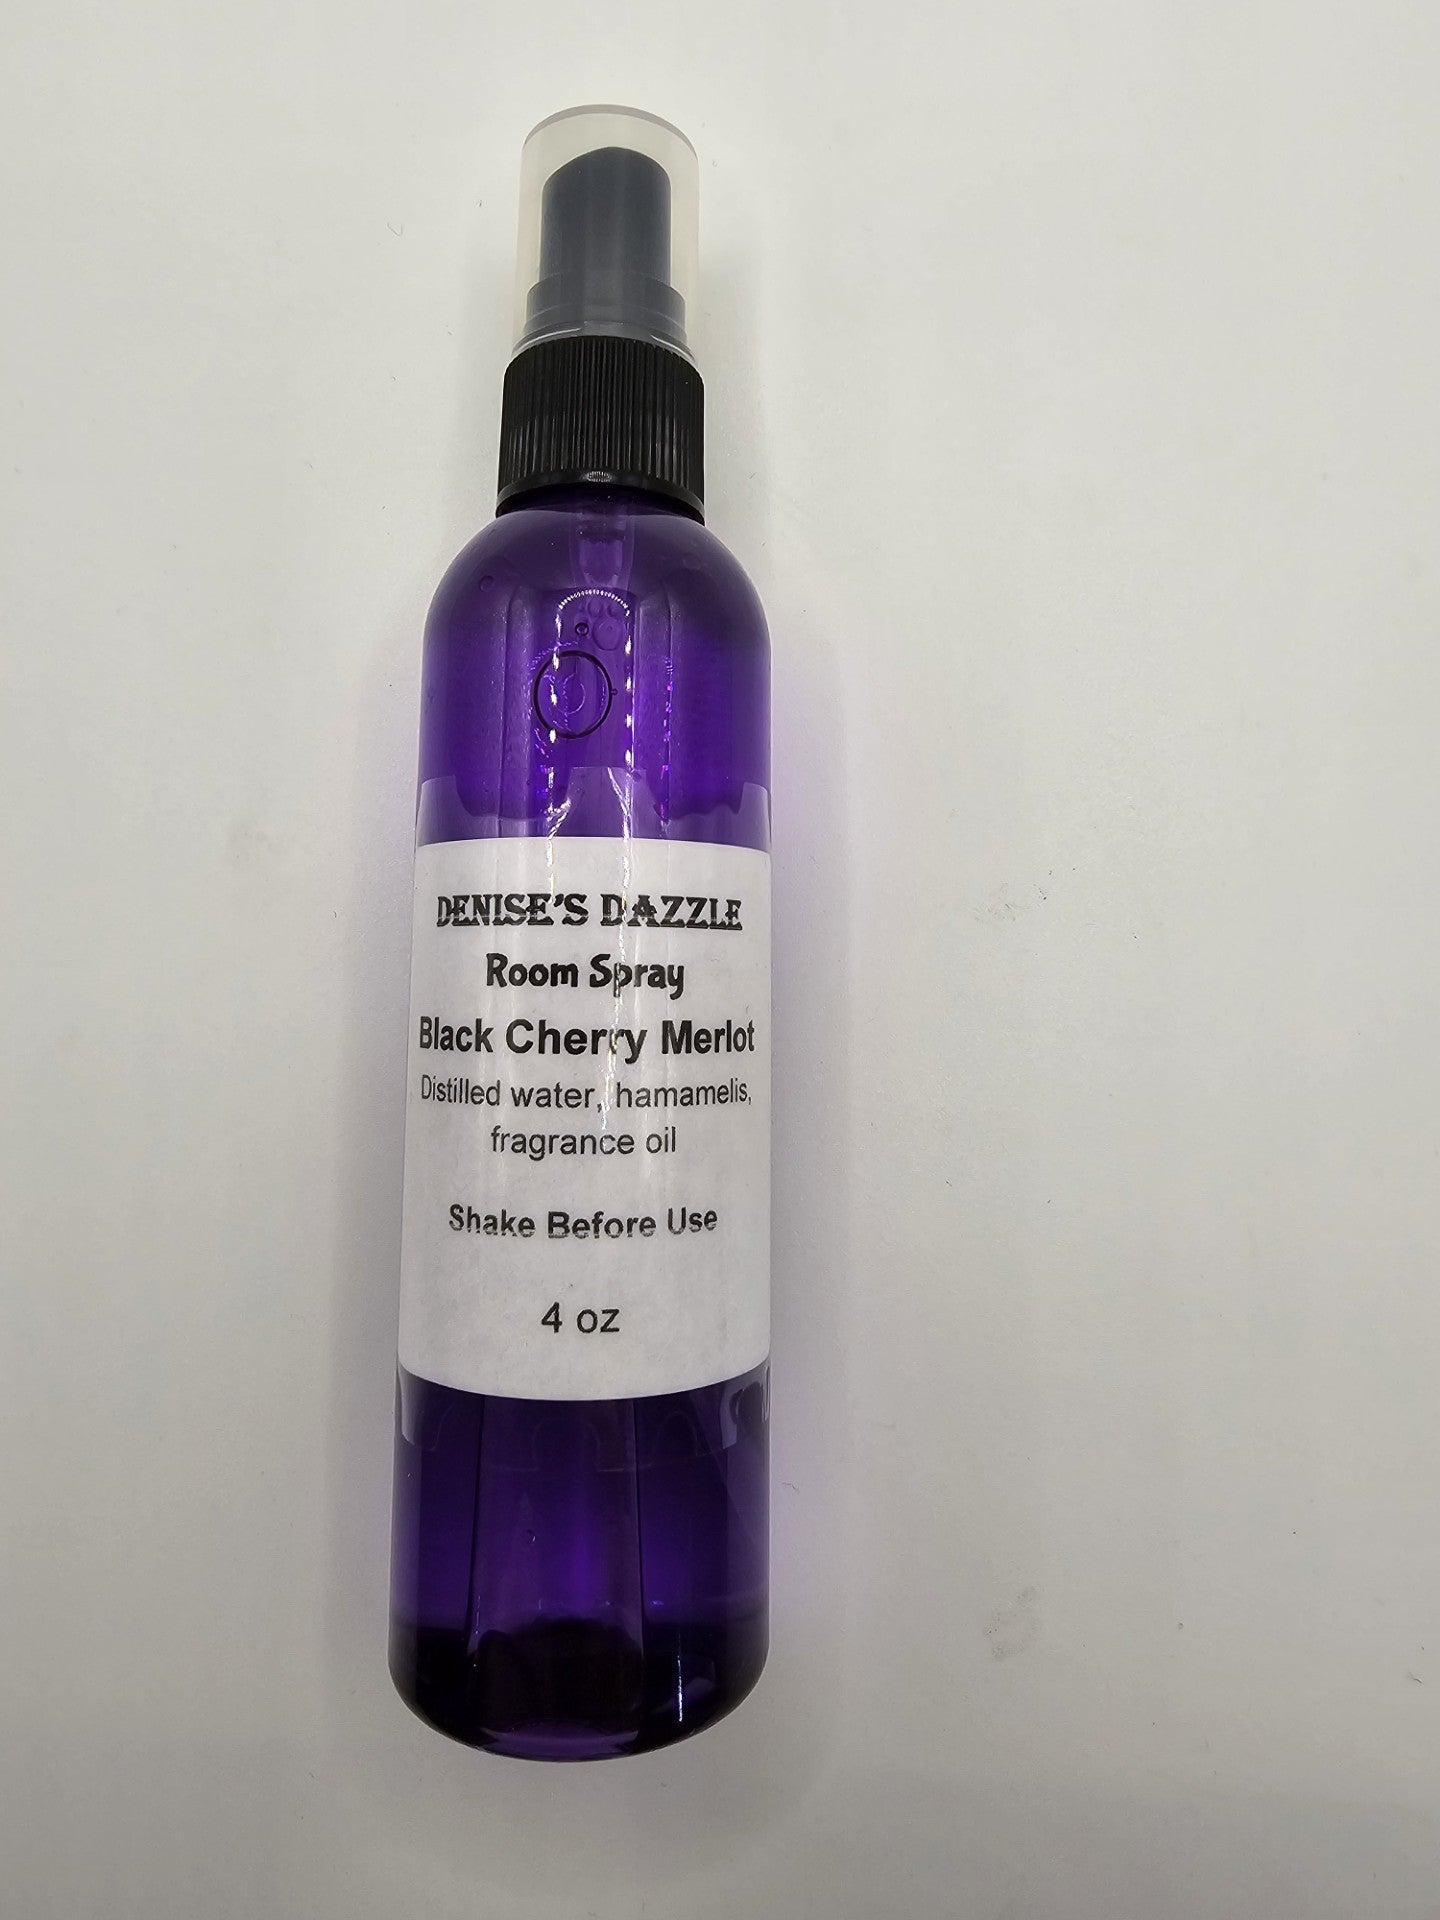 DENISE'S DAZZLE
Room Spray
Black Cherry Merlot
Distilled water, hamamelis,
fragrance oil
Shake Before Use
4 oz